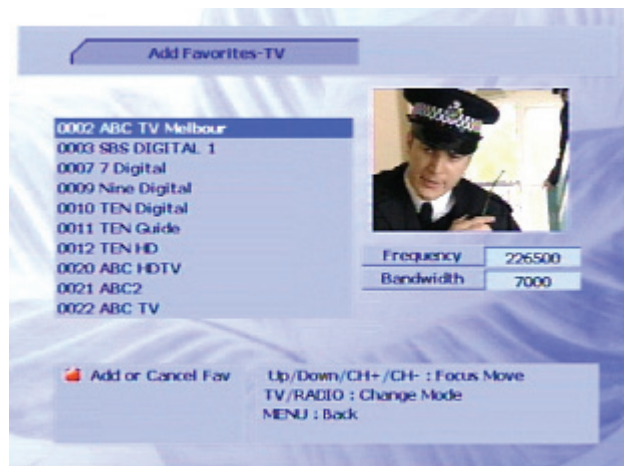 Add Favorites-TV
0002 ABC TV Melbour
0003 SBS DIGITAL 1
0007 7 Digital
0009 Nine Digital
0010 TEN Digital
0011 TEN Guide
0012 TEN HD
0020 ABC HDTV
0021 ABC2
0022 ABC TV
Frequency 226500
Bandwidth 7000
Add or Cancel Fav
Up/Down/CH+/CH- : Focus Move
TV/RADIO : Change Mode
MENU : Back